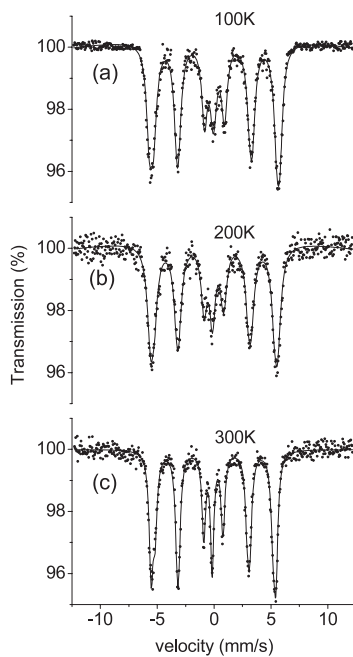 100K
100
(a)
98
96
200K
100
(b)
98
96
Transmission (%)
300K
100
(c)
98
96
-10 -5 0 5 10
velocity (mm/s)